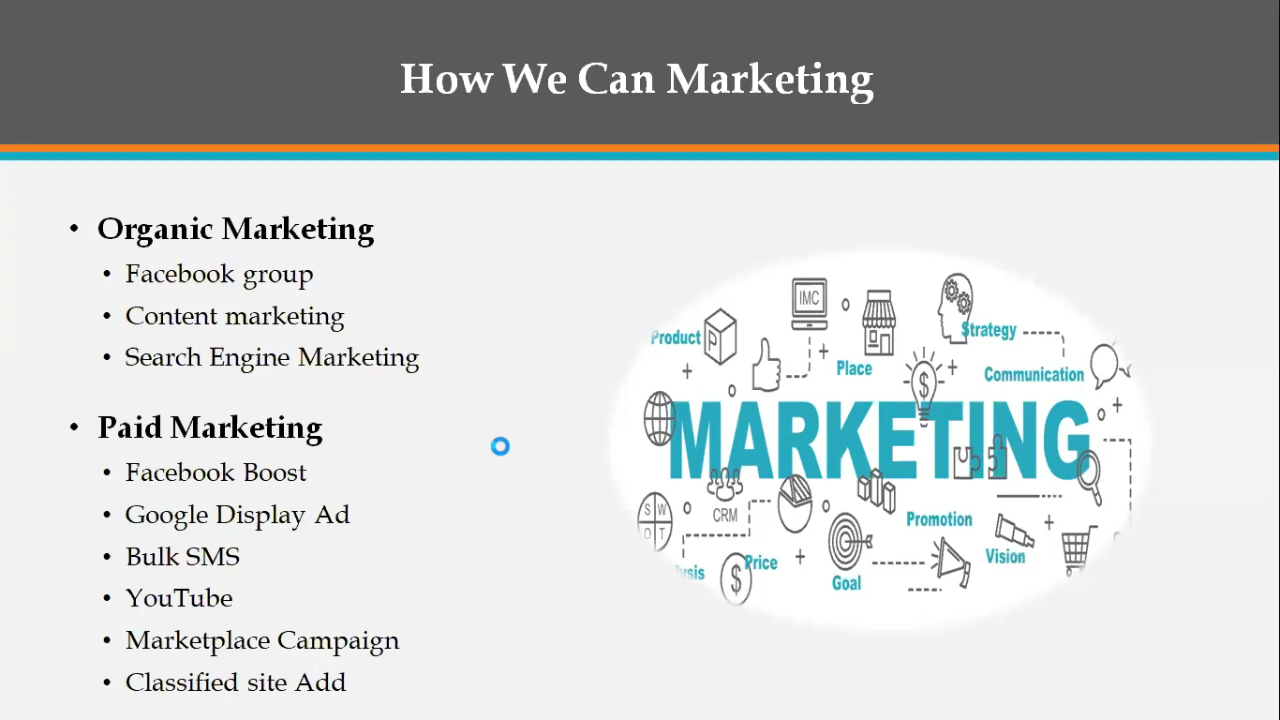 How We Can Marketing
• Organic Marketing
• Facebook group
• Content marketing
• Search Engine Marketing
• Paid Marketing
• Facebook Boost
• Google Display Ad
• Bulk SMS
• YouTube
• Marketplace Campaign
• Classified site Add
IMC
Product
Strategy
Place
Communication
MARKETING
S W
O T
CRM
Promotion
Vision
Price
ysis
Goal